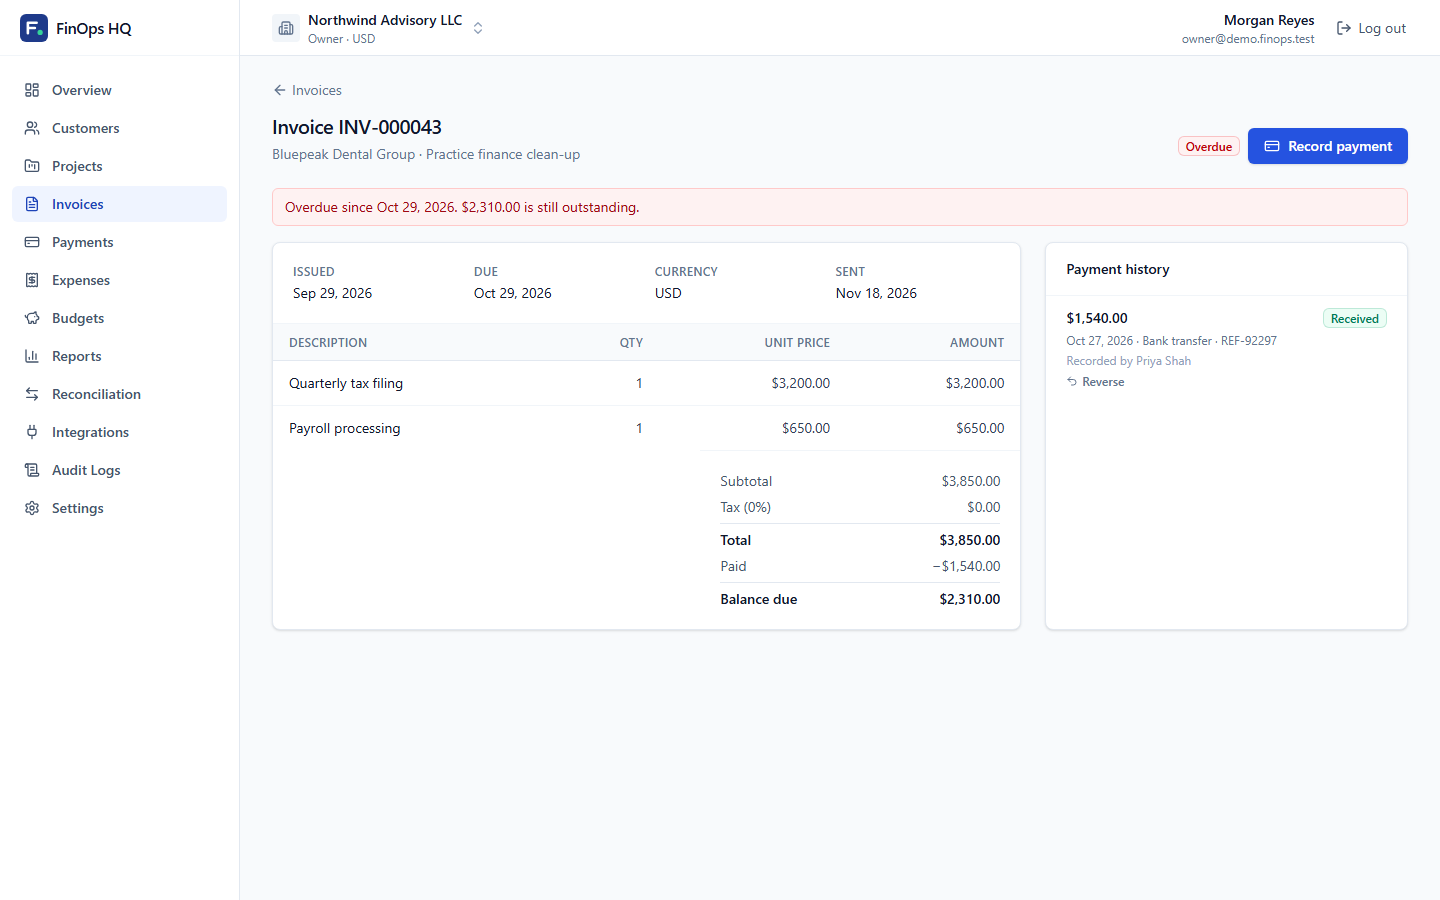 FinOps HQ
Northwind Advisory LLC
Owner · USD
Morgan Reyes
owner@demo.finops.test
Log out
Overview
Customers
Projects
Invoices
Payments
Expenses
Budgets
Reports
Reconciliation
Integrations
Audit Logs
Settings
Invoices
Invoice INV-000043
Bluepeak Dental Group · Practice finance clean-up
Overdue
Record payment
Overdue since Oct 29, 2026. $2,310.00 is still outstanding.
ISSUED DUE CURRENCY SENT
Sep 29, 2026 Oct 29, 2026 USD Nov 18, 2026
DESCRIPTION QTY UNIT PRICE AMOUNT
Quarterly tax filing 1 $3,200.00 $3,200.00
Payroll processing 1 $650.00 $650.00
Subtotal $3,850.00
Tax (0%) $0.00
Total $3,850.00
Paid −$1,540.00
Balance due $2,310.00
Payment history
$1,540.00 Received
Oct 27, 2026 · Bank transfer · REF-92297
Recorded by Priya Shah
Reverse